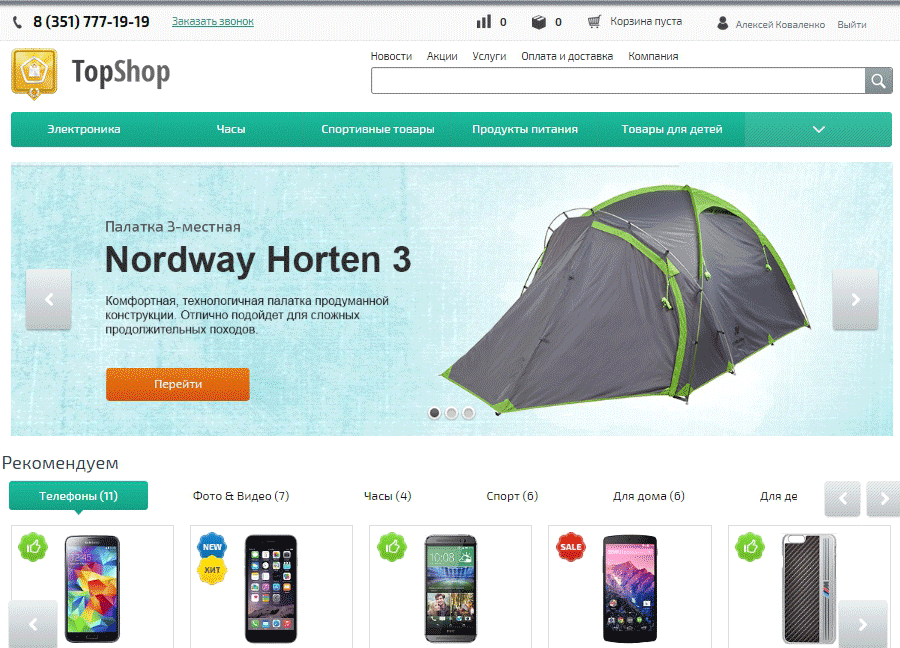 8 (351) 777-19-19 Заказать звонок 0 0 Корзина пуста Алексей Коваленко Выйти
TopShop
Новости Акции Услуги Оплата и доставка Компания
Электроника Часы Спортивные товары Продукты питания Товары для детей
Палатка 3-местная
Nordway Horten 3
Комфортная, технологичная палатка продуманной
конструкции. Отлично подойдет для сложных
продолжительных походов.
Перейти
Рекомендуем
Телефоны (11) Фото & Видео (7) Часы (4) Спорт (6) Для дома (6) Для де
NEW
ХИТ
SALE